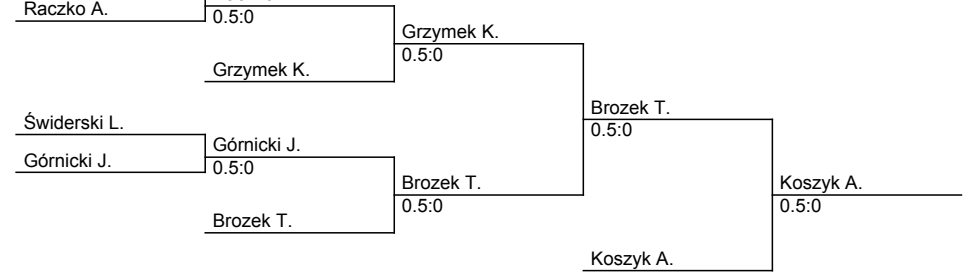 Raczko A.
0.5:0
Grzymek K.
0.5:0
Grzymek K.
Świderski L.
Górnicki J.
Górnicki J.
0.5:0
Brozek T.
Brozek T.
0.5:0
Brozek T.
0.5:0
Koszyk A.
Koszyk A.
0.5:0